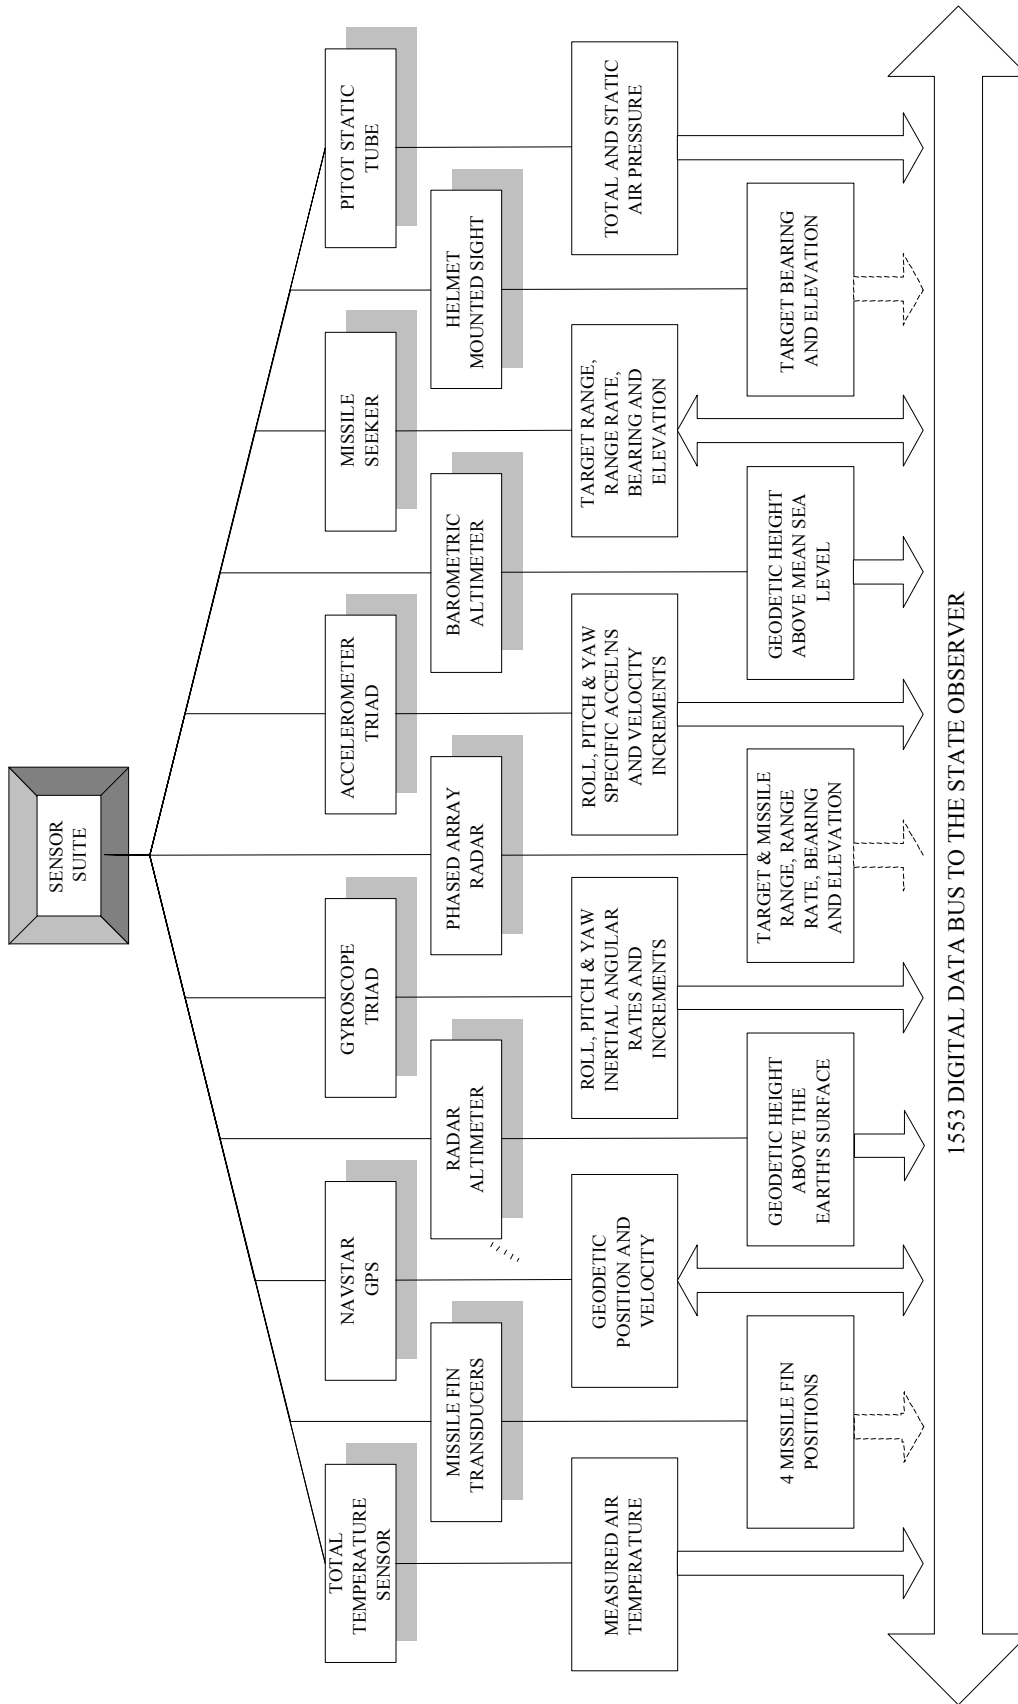 SENSOR
SUITE
TOTAL
TEMPERATURE
SENSOR
NAVSTAR
GPS
GYROSCOPE
TRIAD
ACCELEROMETER
TRIAD
MISSILE
SEEKER
PITOT STATIC
TUBE
MISSILE FIN
TRANSDUCERS
RADAR
ALTIMETER
PHASED ARRAY
RADAR
BAROMETRIC
ALTIMETER
HELMET
MOUNTED SIGHT
MEASURED AIR
TEMPERATURE
GEODETIC
POSITION AND
VELOCITY
ROLL, PITCH & YAW
INERTIAL ANGULAR
RATES AND
INCREMENTS
ROLL, PITCH & YAW
SPECIFIC ACCEL'NS
AND VELOCITY
INCREMENTS
TARGET RANGE,
RANGE RATE,
BEARING AND
ELEVATION
TOTAL AND STATIC
AIR PRESSURE
4 MISSILE FIN
POSITIONS
GEODETIC HEIGHT
ABOVE THE
EARTH'S SURFACE
TARGET & MISSILE
RANGE, RANGE
RATE, BEARING
AND ELEVATION
GEODETIC HEIGHT
ABOVE MEAN SEA
LEVEL
TARGET BEARING
AND ELEVATION
1553 DIGITAL DATA BUS TO THE STATE OBSERVER